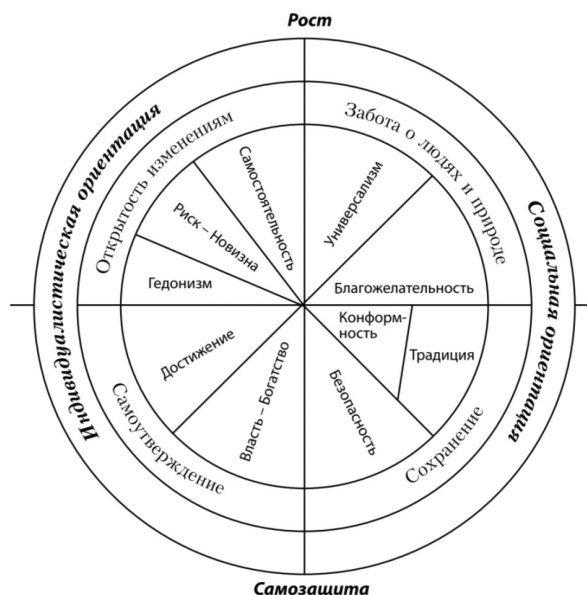 Рост
Индивидуалистическая ориентация
Социальная ориентация
Открытость изменениям
Забота о людях и природе
Самостоятельность
Универсализм
Риск – Новизна
Гедонизм
Благожелательность
Конформ-
ность
Традиция
Достижение
Власть – Богатство
Безопасность
Самоутверждение
Сохранение
Самозащита